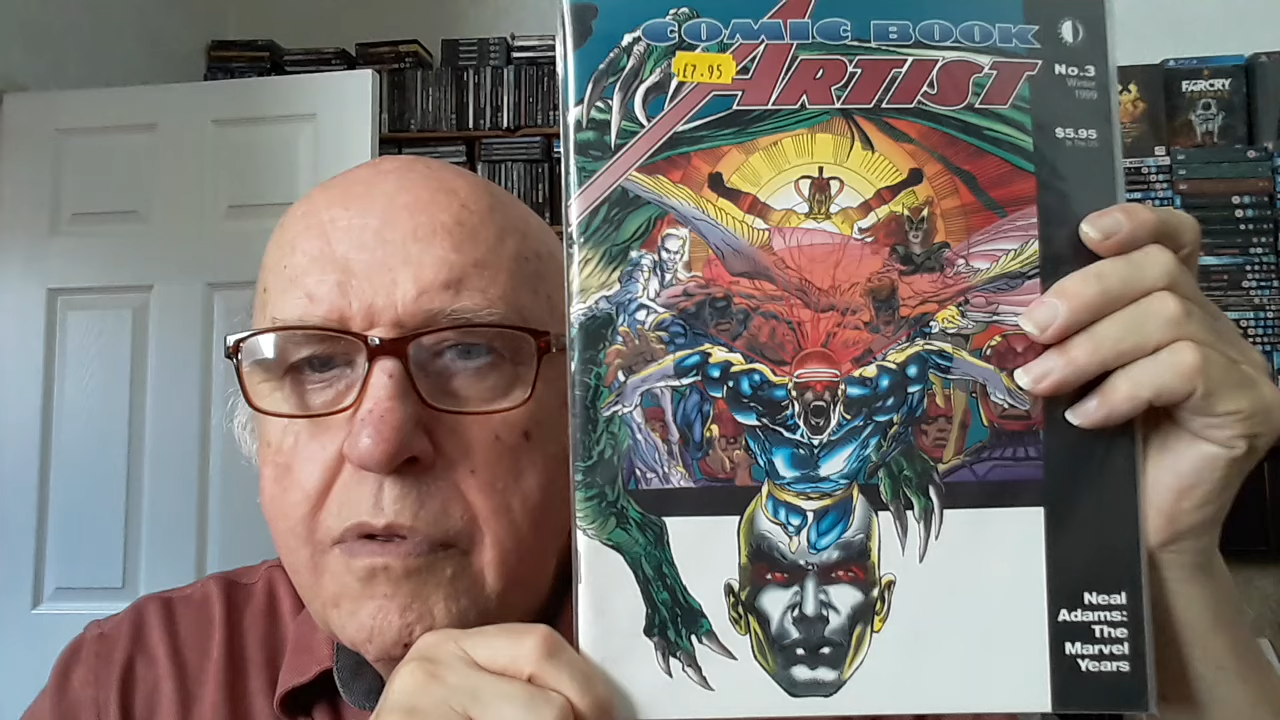 COMIC BOOK
ARTIST
£7.95
No.3
Winter
1999
$5.95
In The US
Neal
Adams:
The
Marvel
Years
FARCRY
PRIMAL